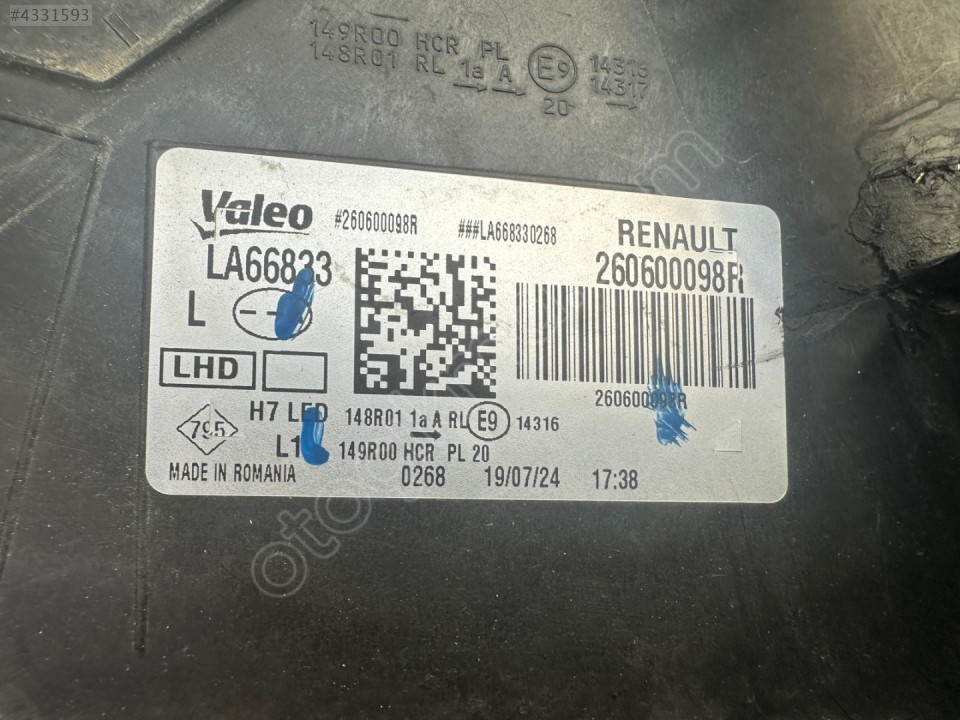 #4331593
149R00 HCR PL
148R01 RL 1a A E9 14316
14317
20
Valeo #260600098R ###LA668330268 RENAULT
LA66833 260600098R
L
LHD
260600098R
795 H7 LED 148R01 1a A RL E9 14316
149R00 HCR PL 20
MADE IN ROMANIA 0268 19/07/24 17:38